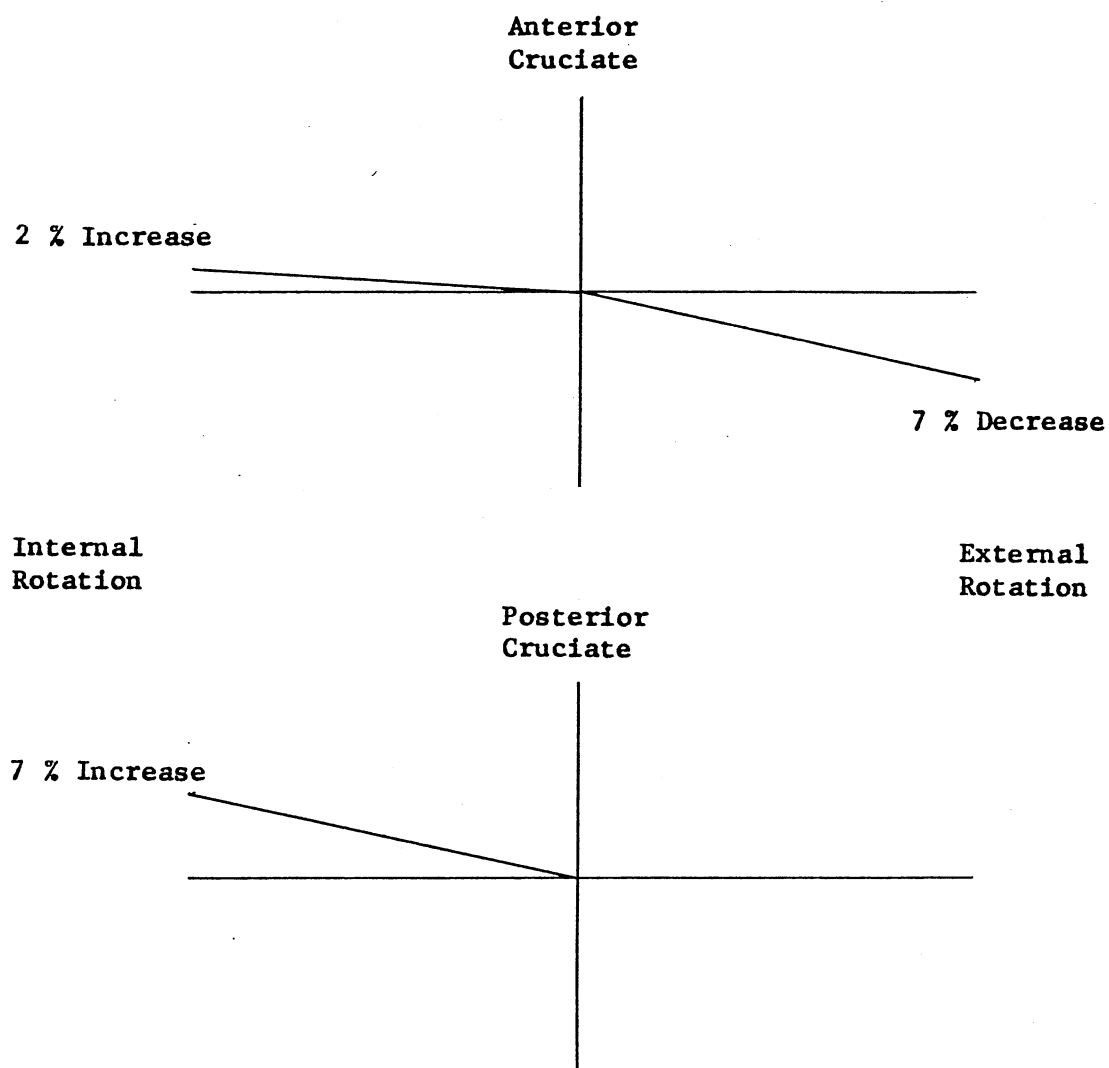 Anterior
Cruciate
2 % Increase
7 % Decrease
Internal
Rotation
External
Rotation
Posterior
Cruciate
7 % Increase